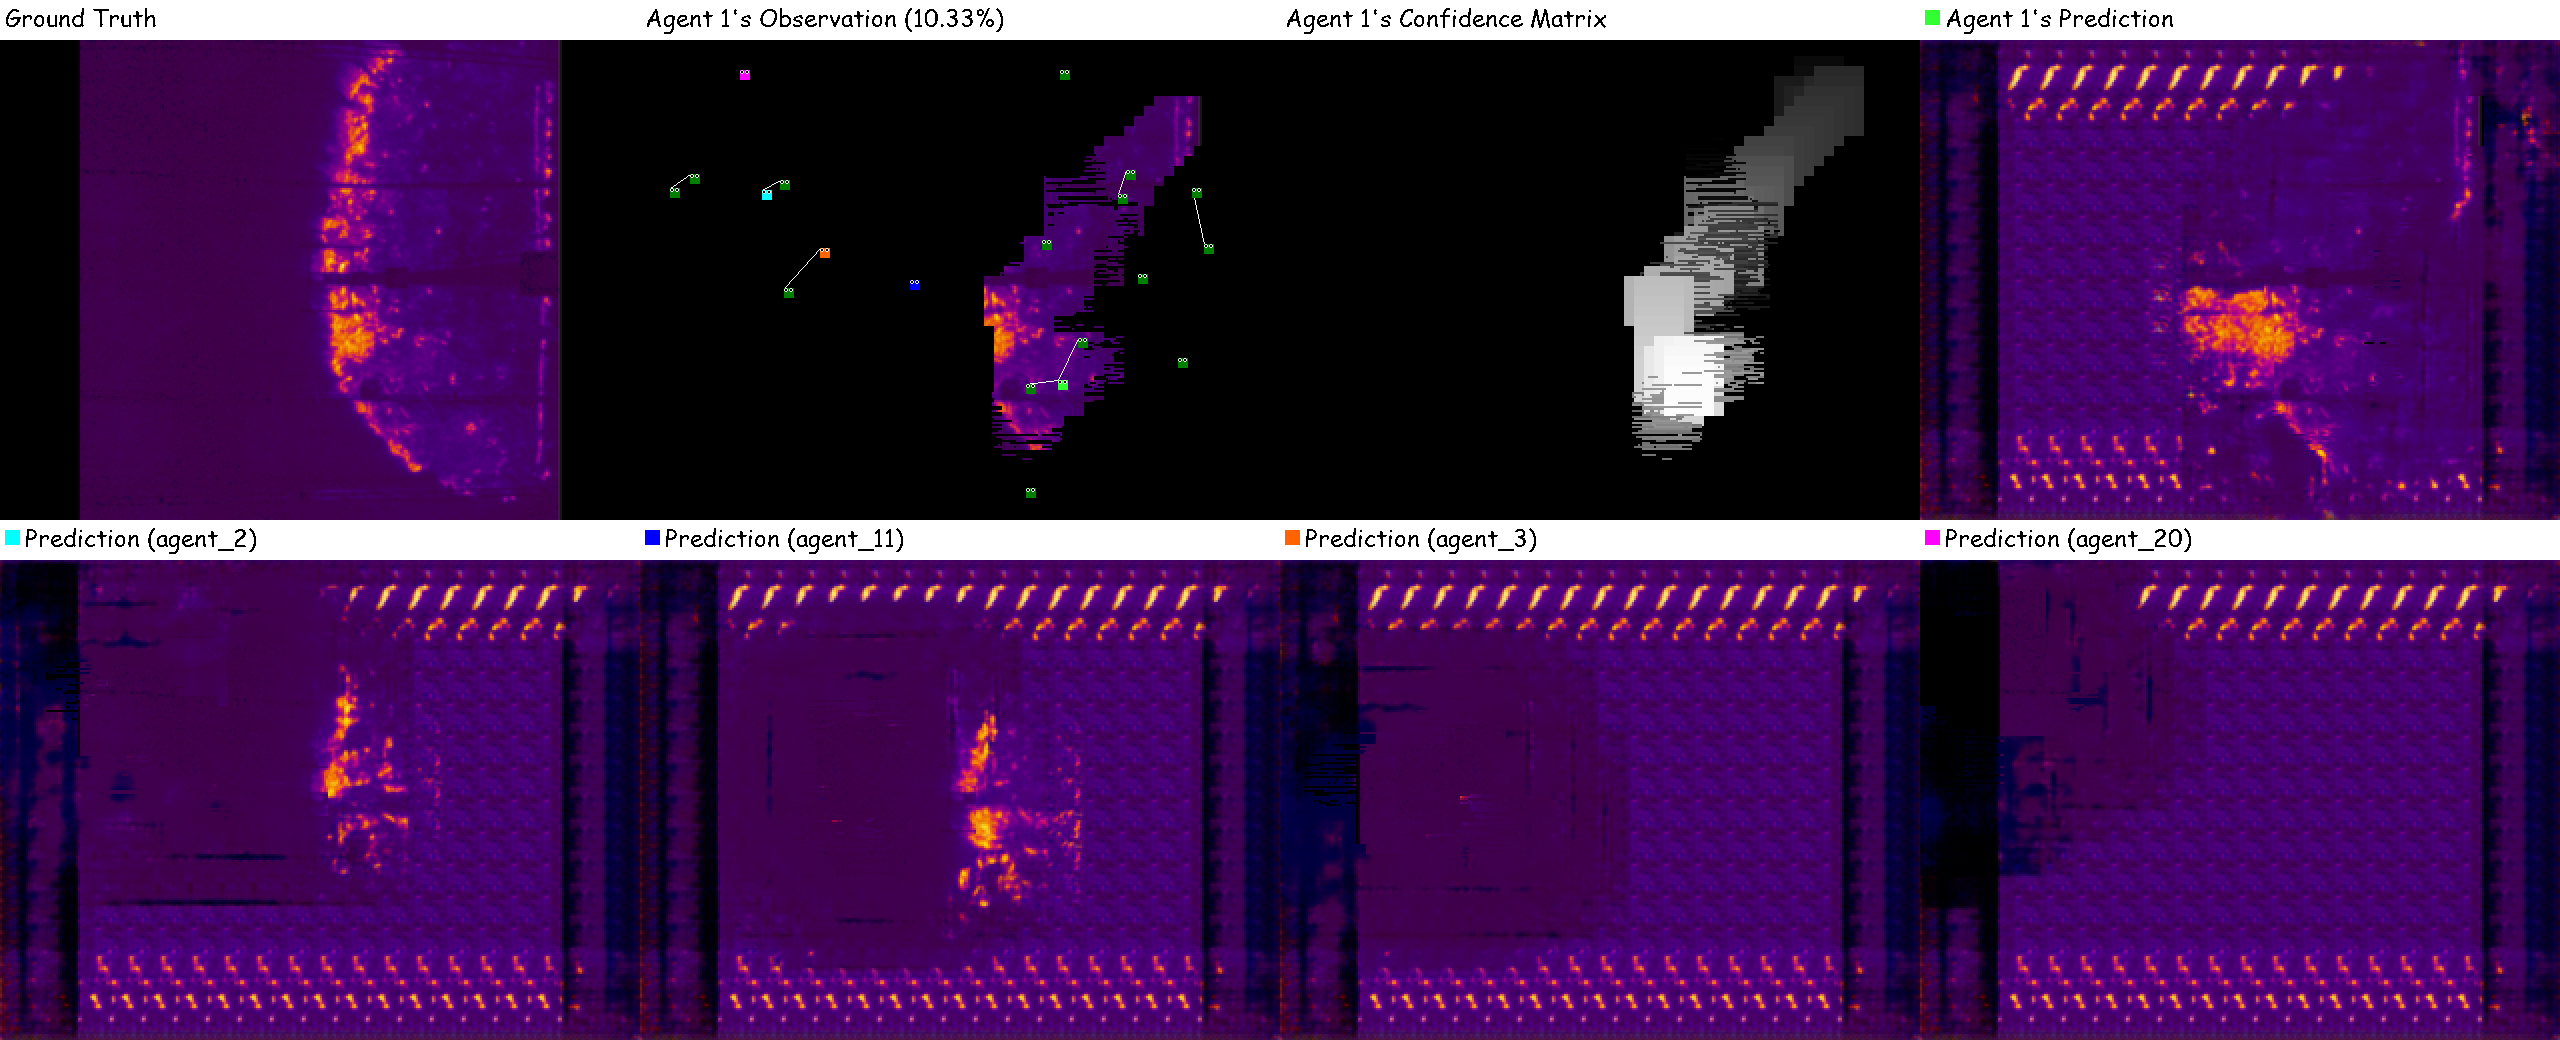 Ground Truth
Agent 1's Observation (10.33%)
Agent 1's Confidence Matrix
Agent 1's Prediction
Prediction (agent_2)
Prediction (agent_11)
Prediction (agent_3)
Prediction (agent_20)